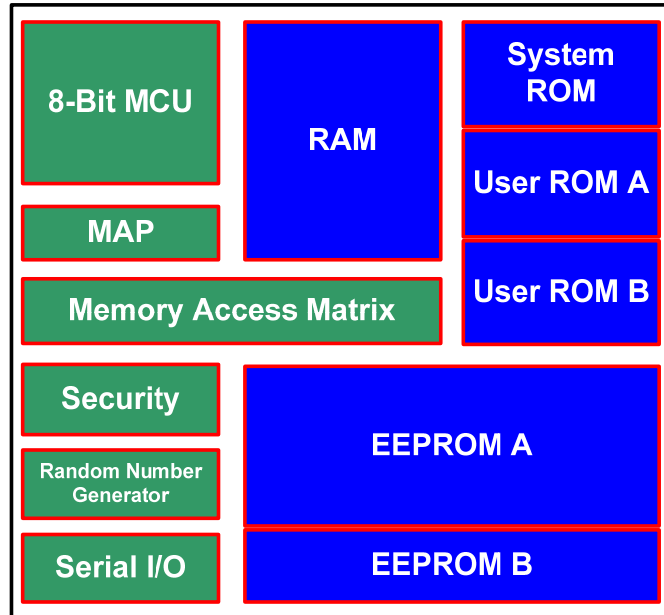 8-Bit MCU
RAM
System
ROM
User ROM A
MAP
User ROM B
Memory Access Matrix
Security
EEPROM A
Random Number
Generator
Serial I/O
EEPROM B